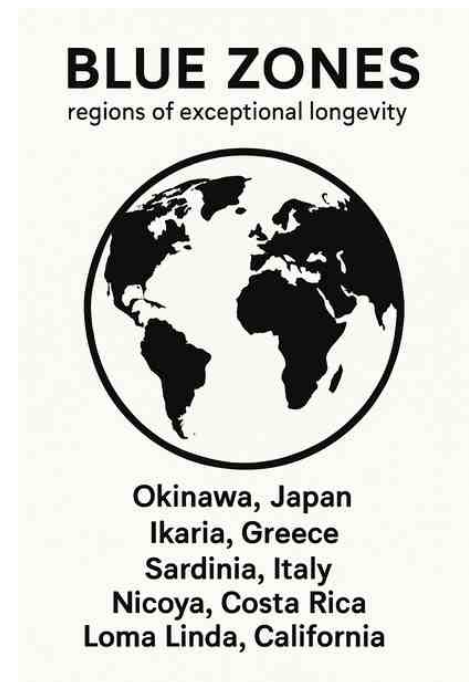 BLUE ZONES
regions of exceptional longevity
Okinawa, Japan
Ikaria, Greece
Sardinia, Italy
Nicoya, Costa Rica
Loma Linda, California